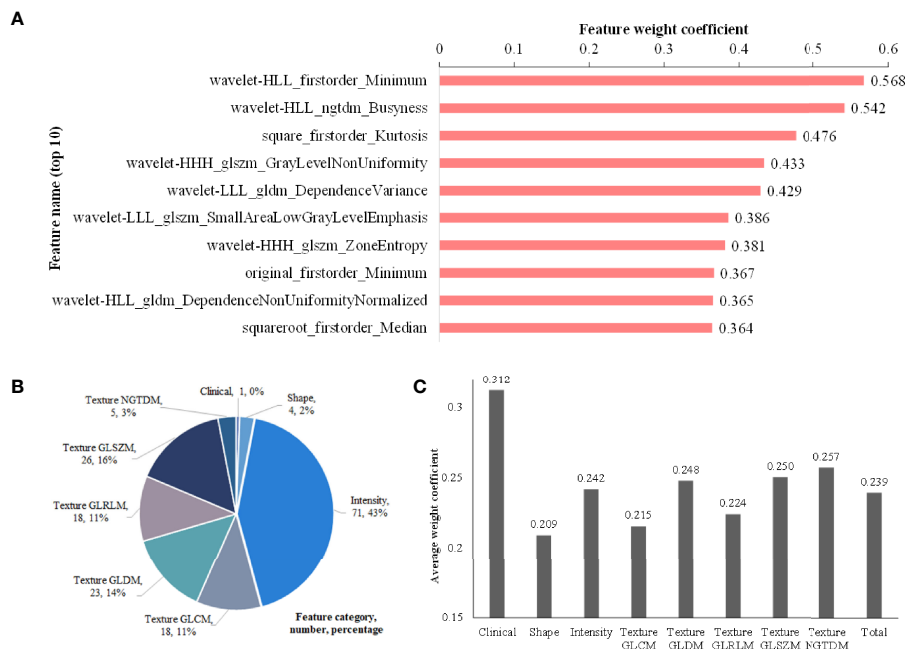 A
Feature weight coefficient
0 0.1 0.2 0.3 0.4 0.5 0.6
Feature name (top 10)
wavelet-HLL_firstorder_Minimum 0.568
wavelet-HLL_ngtdm_Busyness 0.542
square_firstorder_Kurtosis 0.476
wavelet-HHH_glszm_GrayLevelNonUniformity 0.433
wavelet-LLL_gldm_DependenceVariance 0.429
wavelet-LLL_glszm_SmallAreaLowGrayLevelEmphasis 0.386
wavelet-HHH_glszm_ZoneEntropy 0.381
original_firstorder_Minimum 0.367
wavelet-HLL_gldm_DependenceNonUniformityNormalized 0.365
squareroot_firstorder_Median 0.364
B
Clinical, 1, 0%
Shape,
4, 2%
Intensity,
71, 43%
Texture GLCM,
18, 11%
Texture GLDM,
23, 14%
Texture GLRLM,
18, 11%
Texture GLSZM,
26, 16%
Texture NGTDM,
5, 3%
Feature category,
number, percentage
C
Average weight coefficient
0.3
0.25
0.2
0.15
0.312
0.209
0.242
0.215
0.248
0.224
0.250
0.257
0.239
Clinical Shape Intensity Texture Texture Texture Texture Texture Total
GLCM GLDM GLRLM GLSZM NGTDM